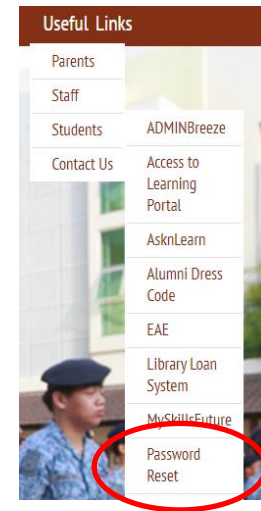 Useful Links
Parents
Staff
Students
Contact Us
ADMINBreeze
Access to
Learning
Portal
AsknLearn
Alumni Dress
Code
EAE
Library Loan
System
MySkillsFuture
Password
Reset